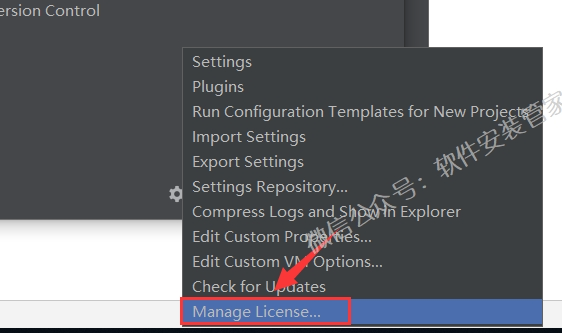 ersion Control
Settings
Plugins
Run Configuration Templates for New Projects
Import Settings
Export Settings
Settings Repository...
Compress Logs and Show in Explorer
Edit Custom Properties...
Edit Custom VM Options...
Check for Updates
Manage License...
微信公众号：软件安装管家